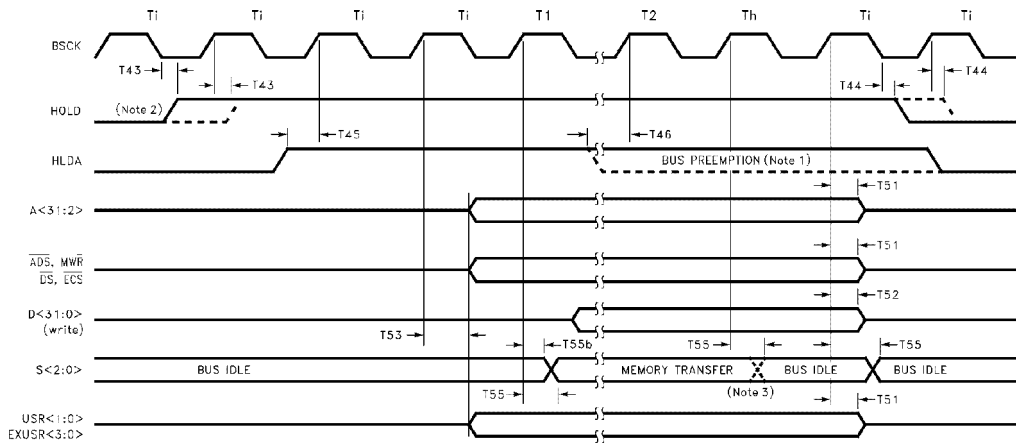 Ti Ti Ti Ti T1 T2 Th Ti Ti
BSCK
T43 T43 T44 T44
HOLD (Note 2)
T45 T46
HLDA BUS PREEMPTION (Note 1)
T51
A<31:2>
T51
ADS, MWR
DS, ECS
T52
D<31:0>
(write)
T53 T55b T55 T55
S<2:0> BUS IDLE MEMORY TRANSFER BUS IDLE BUS IDLE
(Note 3)
T55 T51
USR<1:0>
EXUSR<3:0>